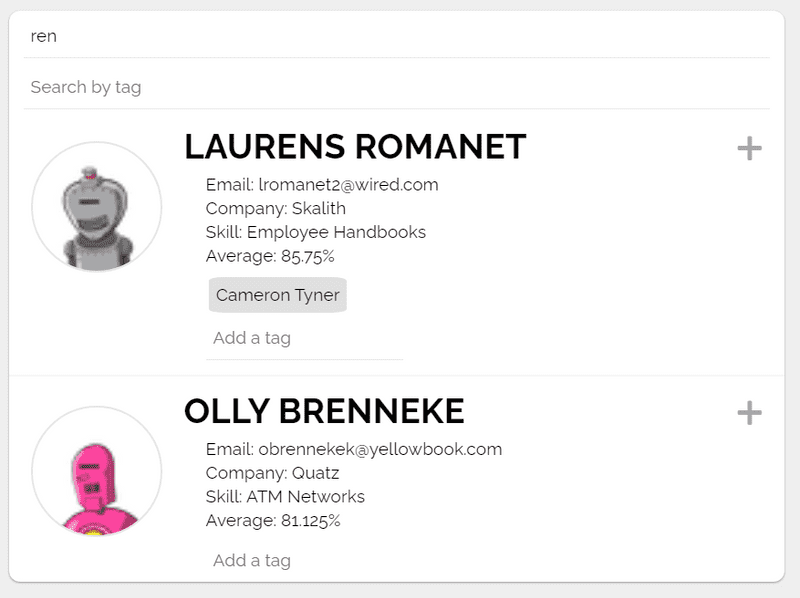 ren
Search by tag
LAURENS ROMANET
Email: lromanet2@wired.com
Company: Skalith
Skill: Employee Handbooks
Average: 85.75%
Cameron Tyner
Add a tag
OLLY BRENNEKE
Email: obrennekek@yellowbook.com
Company: Quatz
Skill: ATM Networks
Average: 81.125%
Add a tag